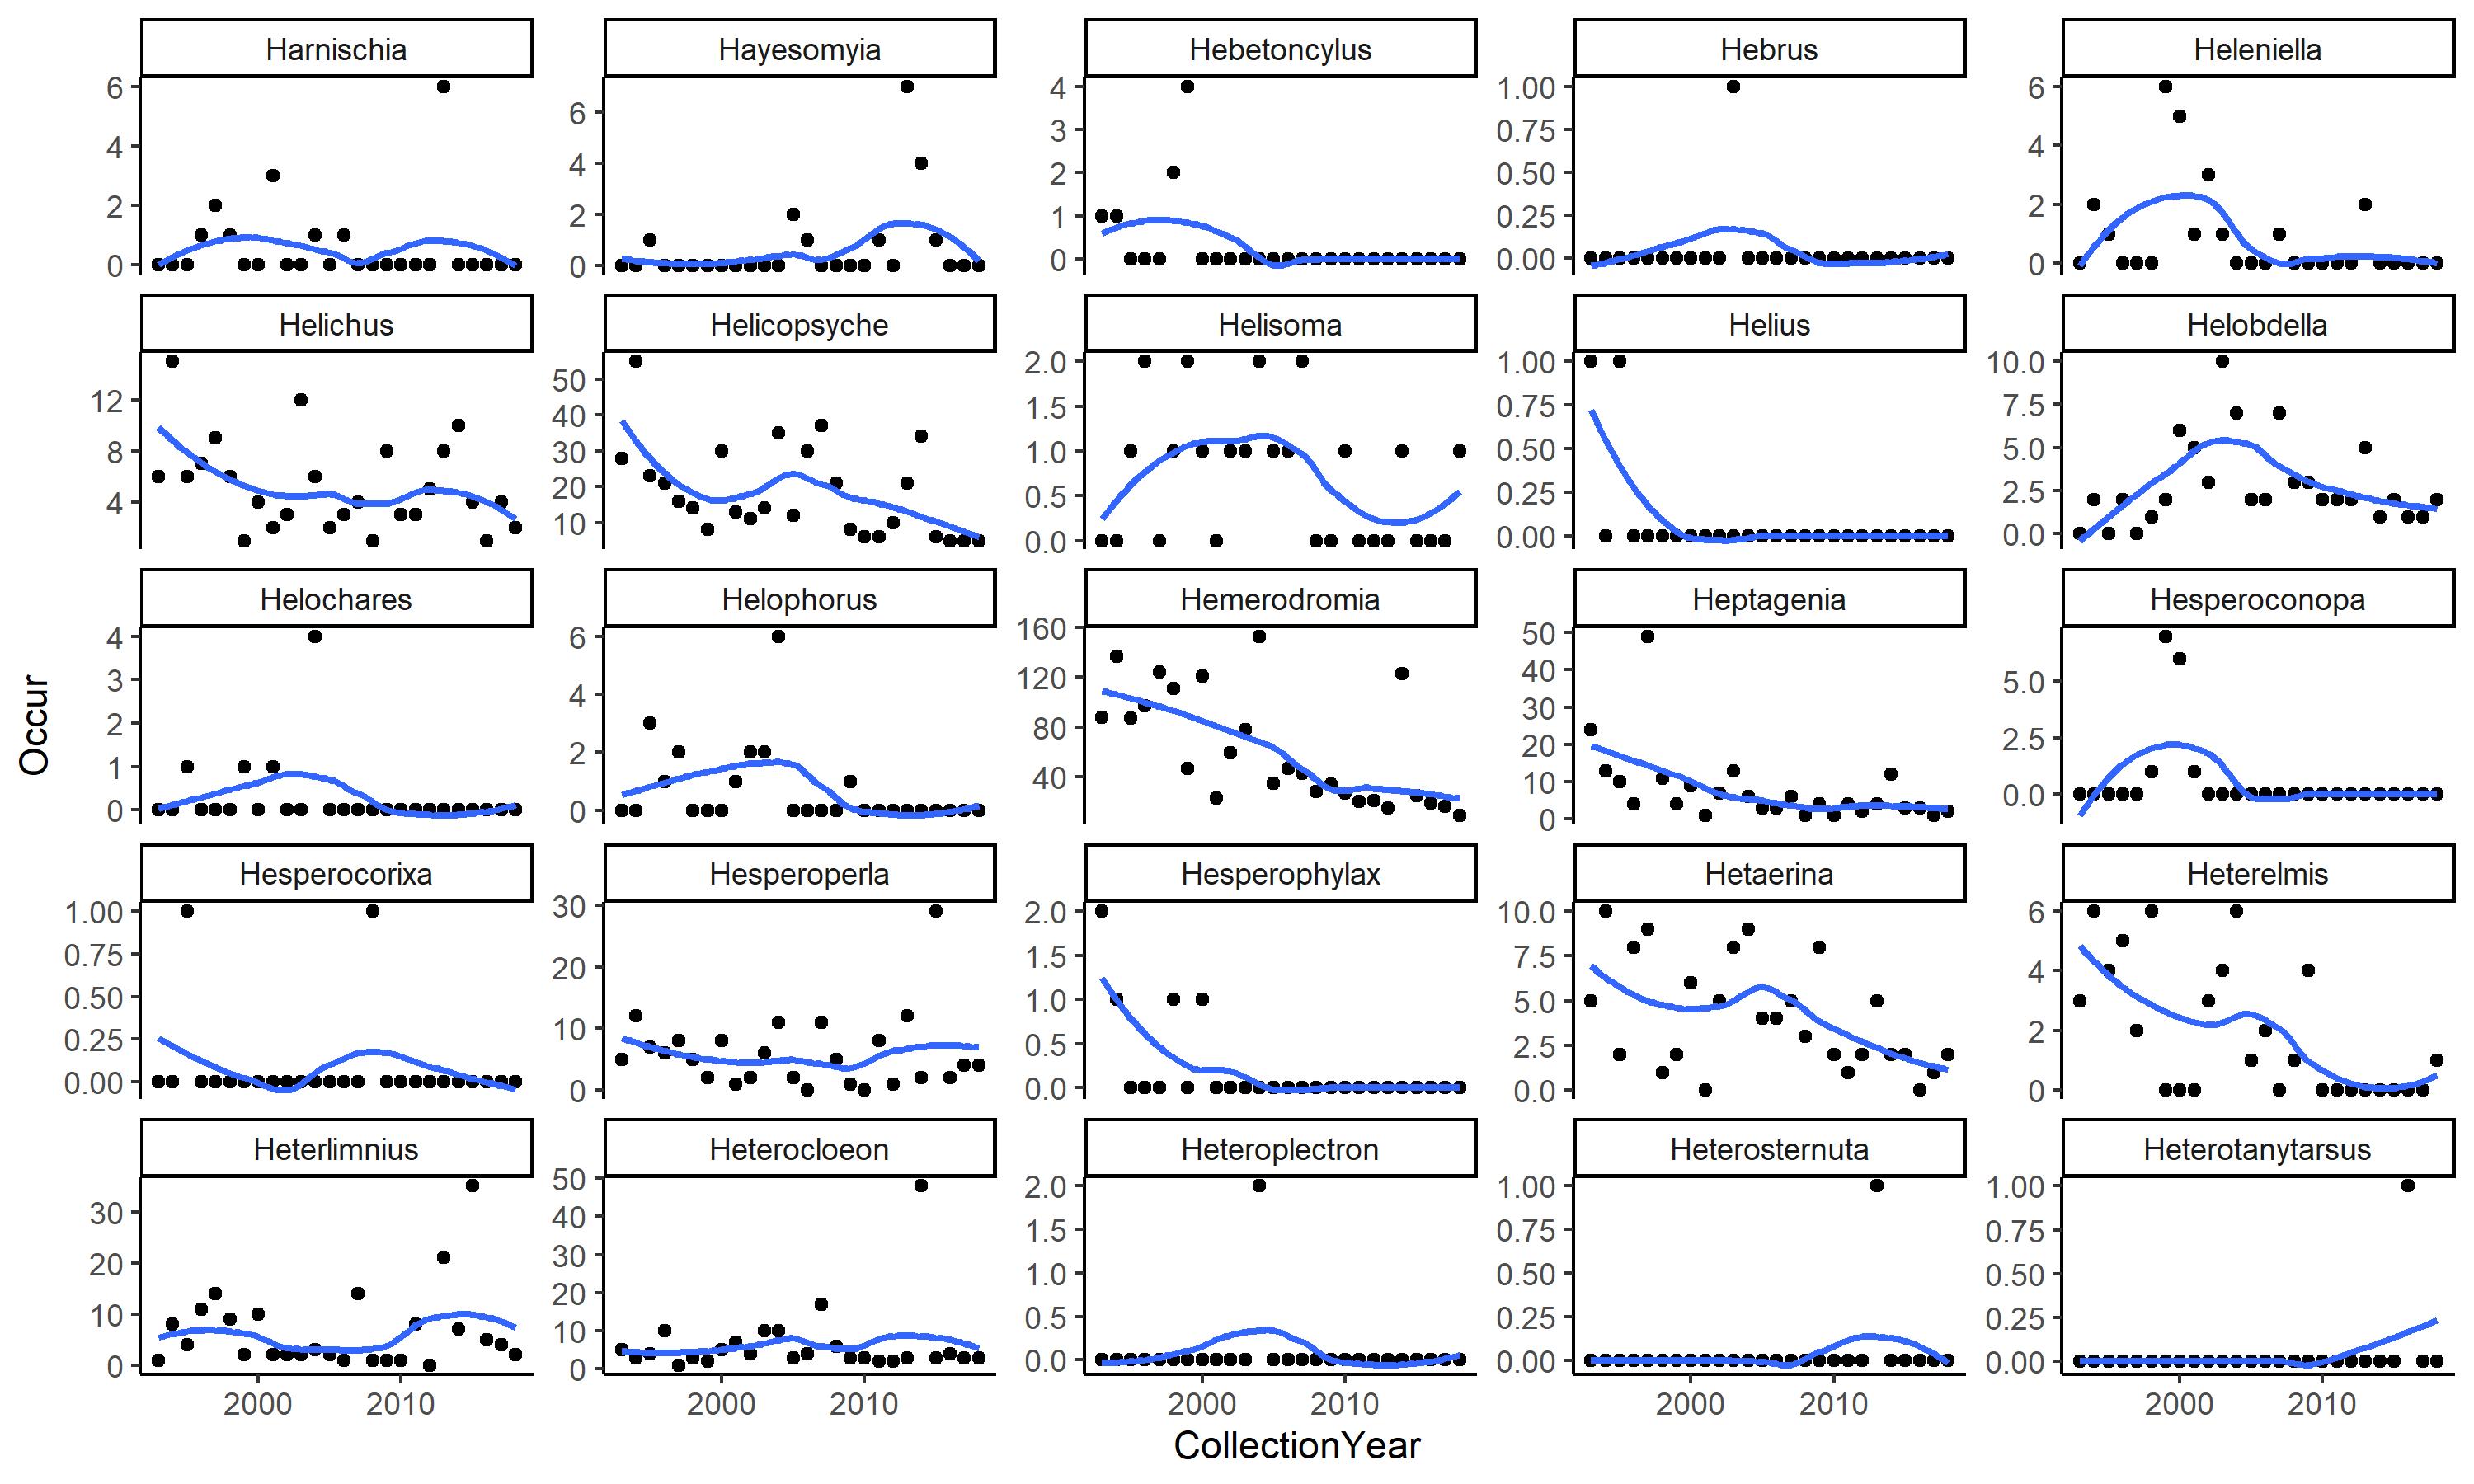 Harnischia Hayesomyia Hebetoncylus Hebrus Heleniella
6 4 2 0
6 4 2 0
4 3 2 1 0
1.00 0.75 0.50 0.25 0.00
6 4 2 0
Helichus Helicopsyche Helisoma Helius Helobdella
12 8 4
50 40 30 20 10
2.0 1.5 1.0 0.5 0.0
1.00 0.75 0.50 0.25 0.00
10.0 7.5 5.0 2.5 0.0
Helochares Helophorus Hemerodromia Heptagenia Hesperoconopa
4 3 2 1 0
6 4 2 0
160 120 80 40
50 40 30 20 10 0
5.0 2.5 0.0
Hesperocorixa Hesperoperla Hesperophylax Hetaerina Heterelmis
1.00 0.75 0.50 0.25 0.00
30 20 10 0
2.0 1.5 1.0 0.5 0.0
10.0 7.5 5.0 2.5 0.0
6 4 2 0
Heterlimnius Heterocloeon Heteroplectron Heterosternuta Heterotanytarsus
30 20 10 0
50 40 30 20 10 0
2.0 1.5 1.0 0.5 0.0
1.00 0.75 0.50 0.25 0.00
1.00 0.75 0.50 0.25 0.00
2000 2010 2000 2010 2000 2010 2000 2010 2000 2010
CollectionYear
Occur